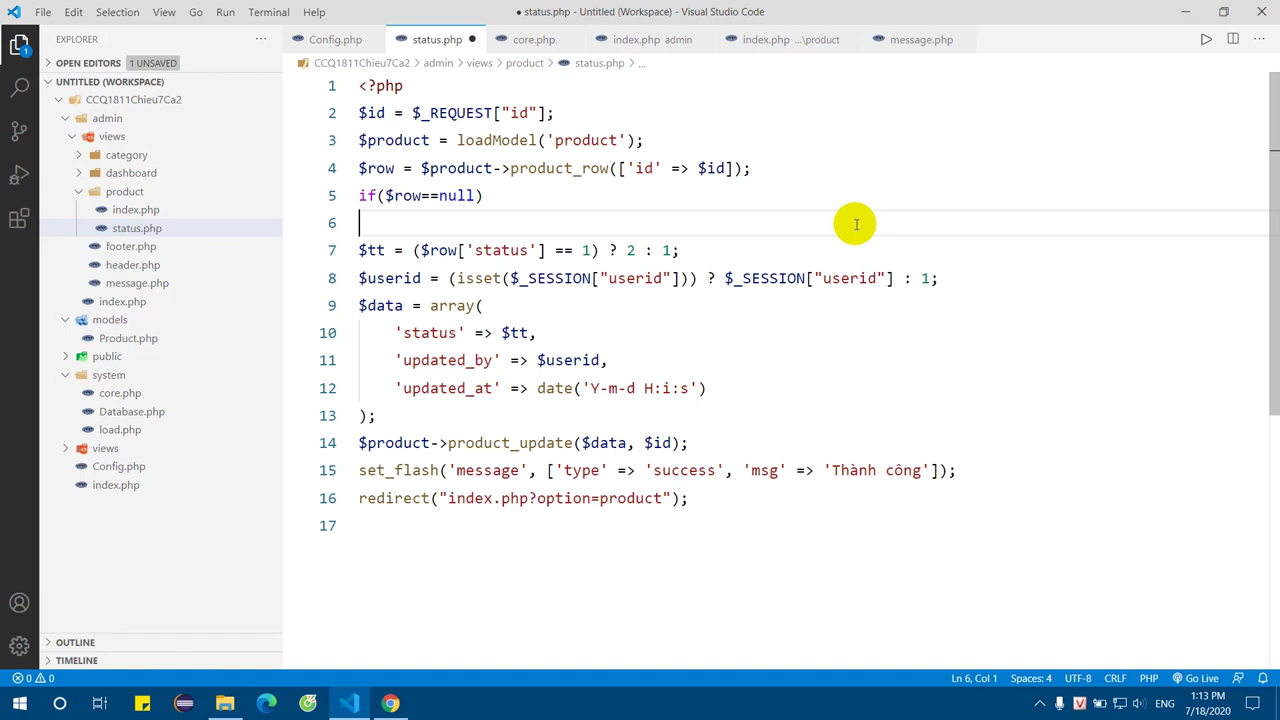 File Edit Selection View Go Run Terminal Help
● status.php - Untitled (Workspace) - Visual Studio Code
EXPLORER
OPEN EDITORS 1 UNSAVED
UNTITLED (WORKSPACE)
CCQ1811Chieu7Ca2
admin
views
category
dashboard
product
index.php
status.php
footer.php
header.php
message.php
index.php
models
Product.php
public
system
core.php
Database.php
load.php
views
Config.php
index.php
OUTLINE
TIMELINE
Config.php status.php ● core.php index.php admin index.php ...\product message.php
CCQ1811Chieu7Ca2 > admin > views > product > status.php > ...
1 <?php
2 $id = $_REQUEST["id"];
3 $product = loadModel('product');
4 $row = $product->product_row(['id' => $id]);
5 if($row==null)
6
7 $tt = ($row['status'] == 1) ? 2 : 1;
8 $userid = (isset($_SESSION["userid"])) ? $_SESSION["userid"] : 1;
9 $data = array(
10 'status' => $tt,
11 'updated_by' => $userid,
12 'updated_at' => date('Y-m-d H:i:s')
13 );
14 $product->product_update($data, $id);
15 set_flash('message', ['type' => 'success', 'msg' => 'Thành công']);
16 redirect("index.php?option=product");
17
0 0 Ln 6, Col 1 Spaces: 4 UTF-8 CRLF PHP Go Live
ENG 1:13 PM
7/18/2020